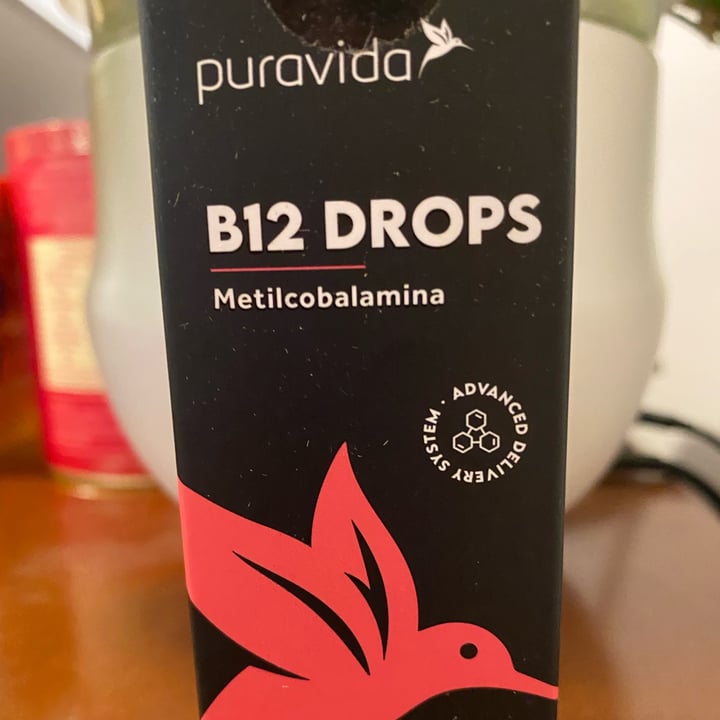 puravida
B12 DROPS
Metilcobalamina
ADVANCED DELIVERY SYSTEM ·